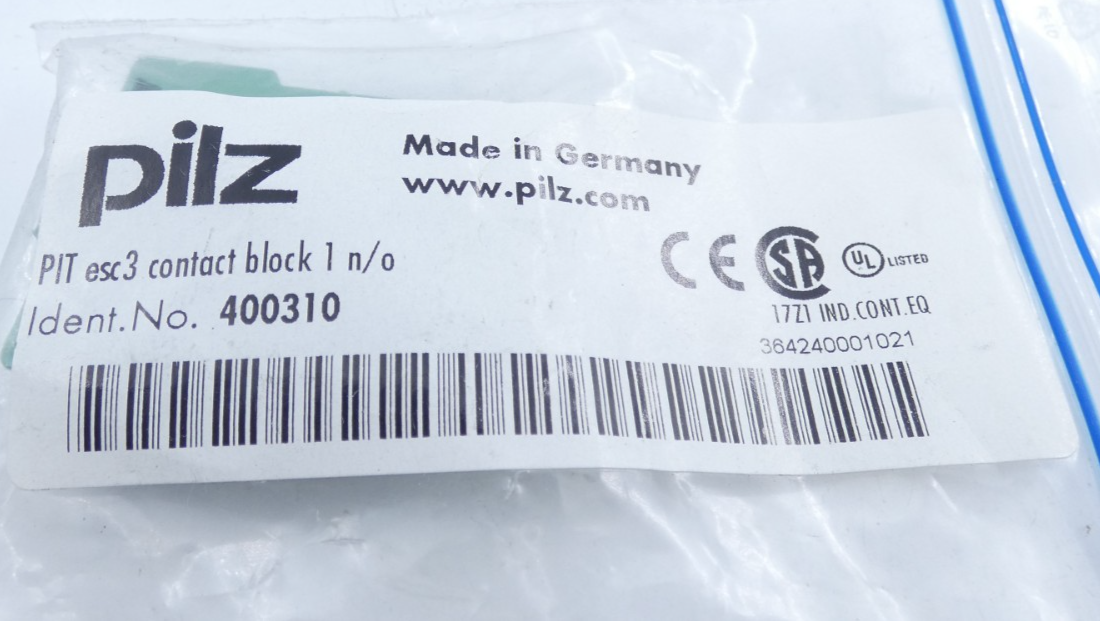 pilz
Made in Germany
www.pilz.com
PIT esc3 contact block 1 n/o
Ident.No. 400310
CE SA UL LISTED
17Z1 IND.CONT.EQ
364240001021